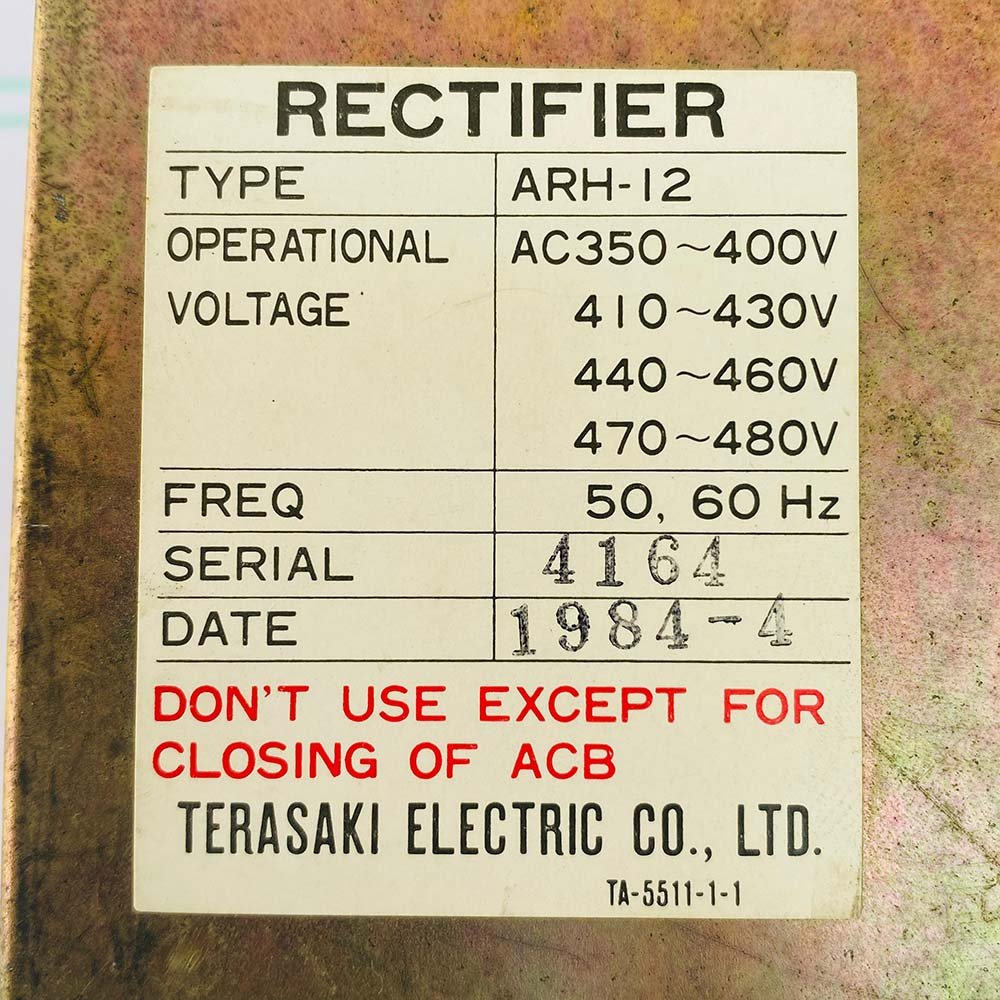 RECTIFIER
TYPE ARH-12
OPERATIONAL AC350~400V
VOLTAGE 410~430V
440~460V
470~480V
FREQ 50, 60 Hz
SERIAL 4164
DATE 1984-4
DON'T USE EXCEPT FOR
CLOSING OF ACB
TERASAKI ELECTRIC CO., LTD.
TA-5511-1-1